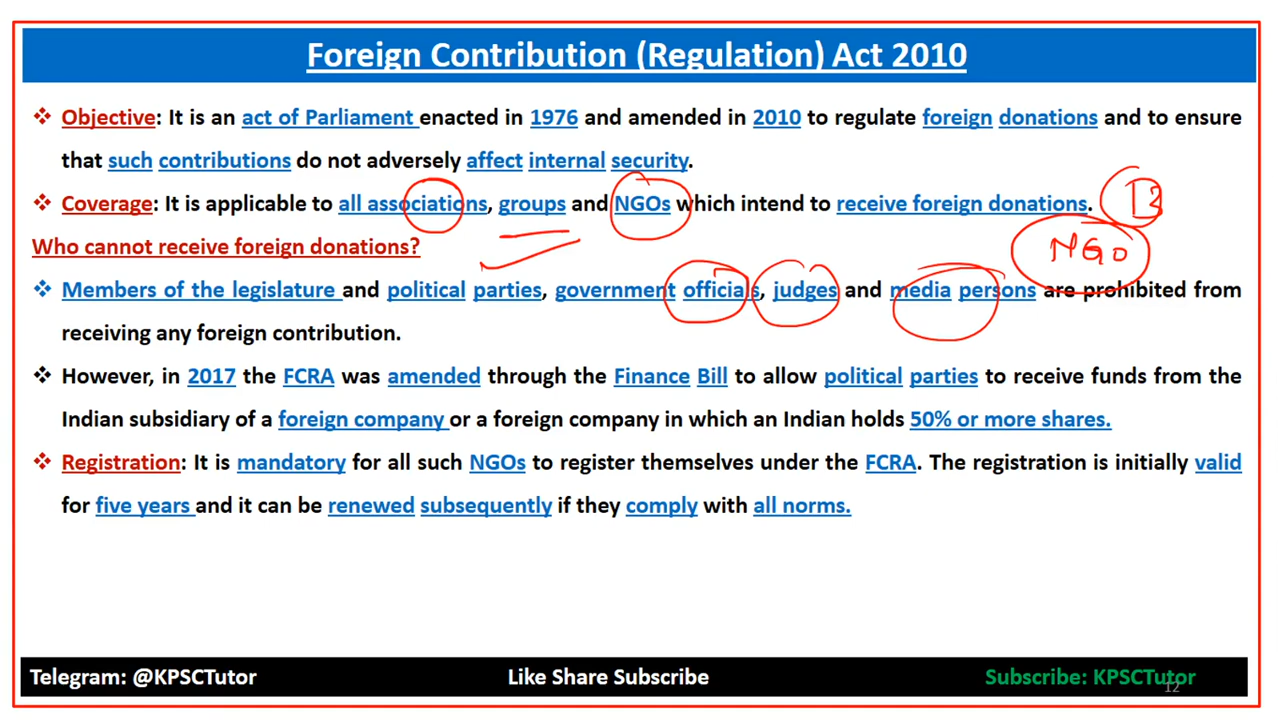 Foreign Contribution (Regulation) Act 2010
❖ Objective: It is an act of Parliament enacted in 1976 and amended in 2010 to regulate foreign donations and to ensure
that such contributions do not adversely affect internal security.
❖ Coverage: It is applicable to all associations, groups and NGOs which intend to receive foreign donations.
NGO
Who cannot receive foreign donations?
❖ Members of the legislature and political parties, government officials, judges and media persons are prohibited from
receiving any foreign contribution.
❖ However, in 2017 the FCRA was amended through the Finance Bill to allow political parties to receive funds from the
Indian subsidiary of a foreign company or a foreign company in which an Indian holds 50% or more shares.
❖ Registration: It is mandatory for all such NGOs to register themselves under the FCRA. The registration is initially valid
for five years and it can be renewed subsequently if they comply with all norms.
Telegram: @KPSCTutor Like Share Subscribe Subscribe: KPSCTutor
12